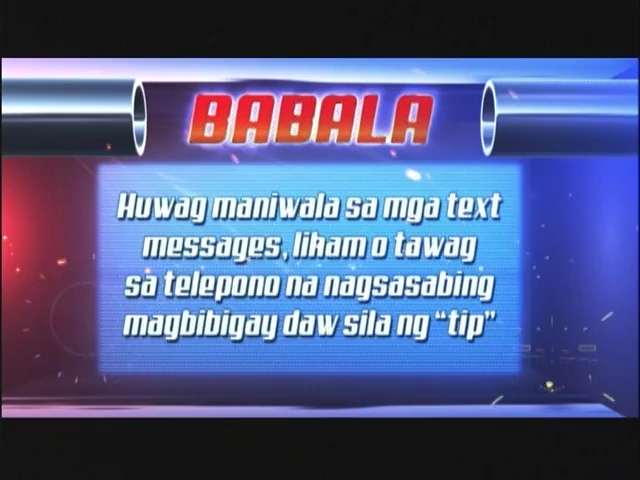 BABALA
Huwag maniwala sa mga text
messages, liham o tawag
sa telepono na nagsasabing
magbibigay daw sila ng “tip”